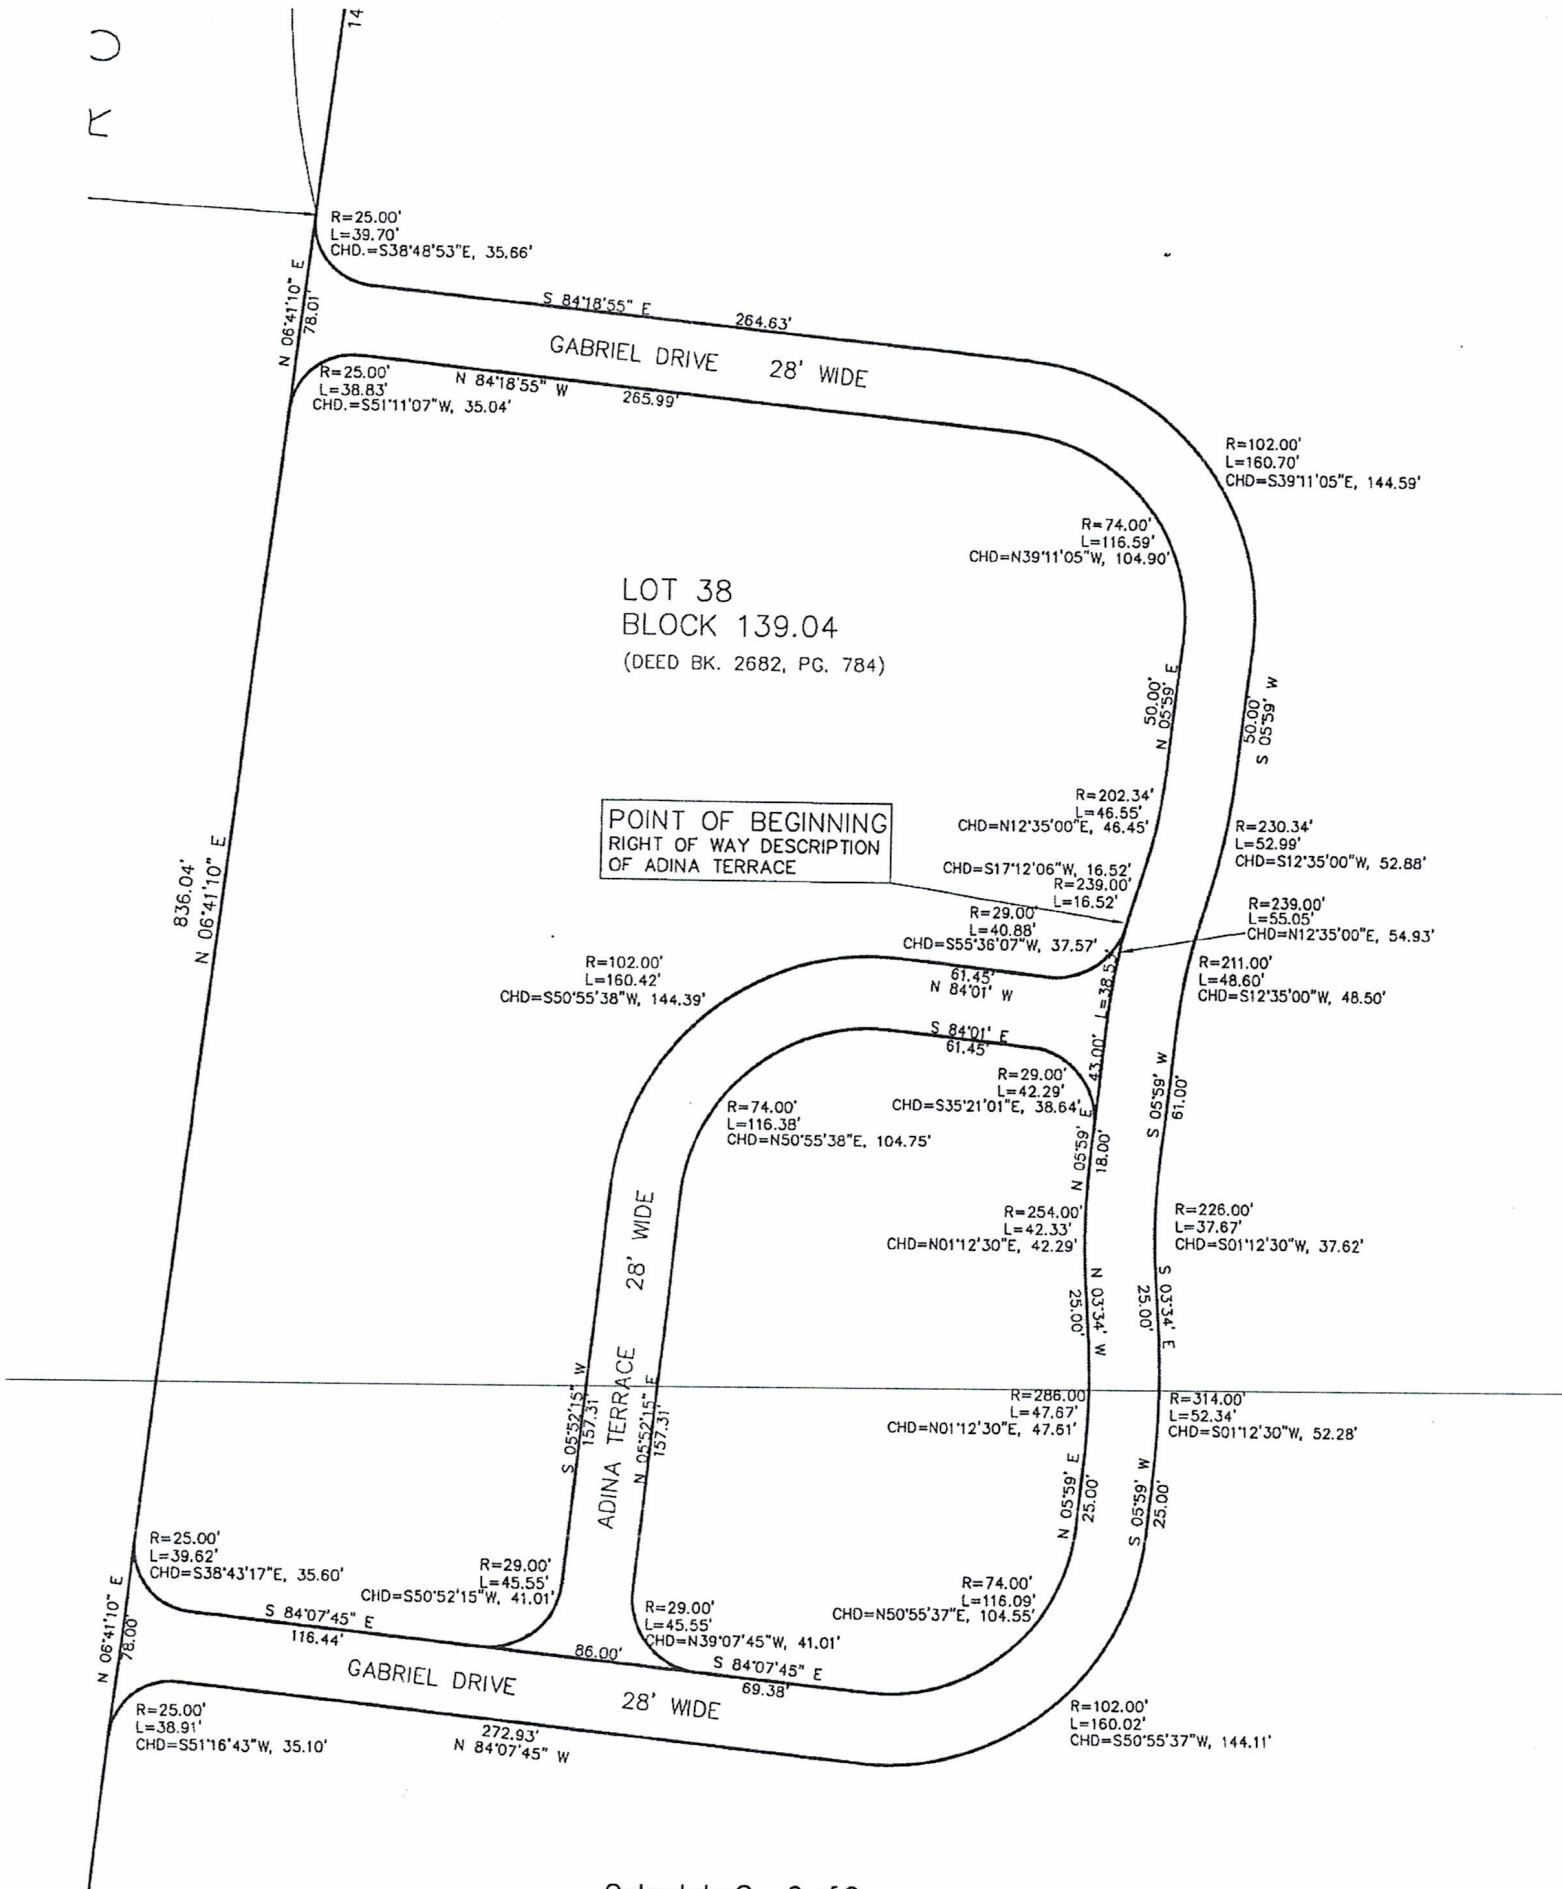 14
R=25.00'
L=39.70'
CHD.=S38°48'53"E, 35.66'
N 06°41'10" E
78.01'
S 84°18'55" E
264.63'
GABRIEL DRIVE 28' WIDE
R=25.00'
L=38.83'
CHD.=S51°11'07"W, 35.04'
N 84°18'55" W
265.99'
R=102.00'
L=160.70'
CHD=S39°11'05"E, 144.59'
R=74.00'
L=116.59'
CHD=N39°11'05"W, 104.90'
LOT 38
BLOCK 139.04
(DEED BK. 2682, PG. 784)
50.00'
N 05°59' E
50.00'
S 05°59' W
R=202.34'
L=46.55'
CHD=N12°35'00"E, 46.45'
R=230.34'
L=52.99'
CHD=S12°35'00"W, 52.88'
POINT OF BEGINNING
RIGHT OF WAY DESCRIPTION
OF ADINA TERRACE
CHD=S17°12'06"W, 16.52'
R=239.00'
L=16.52'
836.04'
N 06°41'10" E
R=29.00'
L=40.88'
CHD=S55°36'07"W, 37.57'
R=239.00'
L=55.05'
CHD=N12°35'00"E, 54.93'
R=102.00'
L=160.42'
CHD=S50°55'38"W, 144.39'
61.45'
N 84°01' W
L=38.53'
R=211.00'
L=48.60'
CHD=S12°35'00"W, 48.50'
S 84°01' E
61.45'
43.00'
R=29.00'
L=42.29'
CHD=S35°21'01"E, 38.64'
S 05°59' W
61.00'
R=74.00'
L=116.38'
CHD=N50°55'38"E, 104.75'
N 05°59' E
18.00'
R=254.00'
L=42.33'
CHD=N01°12'30"E, 42.29'
R=226.00'
L=37.67'
CHD=S01°12'30"W, 37.62'
N 03°34' W
25.00'
S 03°34' E
25.00'
ADINA TERRACE 28' WIDE
S 05°52'15" W
157.31'
N 05°52'15" E
157.31'
R=286.00'
L=47.67'
CHD=N01°12'30"E, 47.61'
R=314.00'
L=52.34'
CHD=S01°12'30"W, 52.28'
N 05°59' E
25.00'
S 05°59' W
25.00'
R=25.00'
L=39.62'
CHD=S38°43'17"E, 35.60'
R=29.00'
L=45.55'
CHD=S50°52'15"W, 41.01'
R=29.00'
L=45.55'
CHD=N39°07'45"W, 41.01'
R=74.00'
L=116.09'
CHD=N50°55'37"E, 104.55'
N 06°41'10" E
78.00'
S 84°07'45" E
116.44'
86.00'
S 84°07'45" E
69.38'
GABRIEL DRIVE 28' WIDE
R=25.00'
L=38.91'
CHD=S51°16'43"W, 35.10'
272.93'
N 84°07'45" W
R=102.00'
L=160.02'
CHD=S50°55'37"W, 144.11'